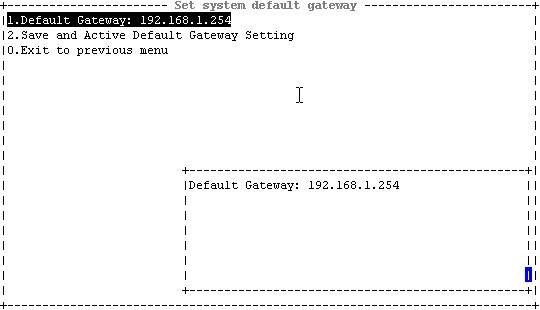 Set system default gateway
1.Default Gateway: 192.168.1.254
2.Save and Active Default Gateway Setting
0.Exit to previous menu
Default Gateway: 192.168.1.254